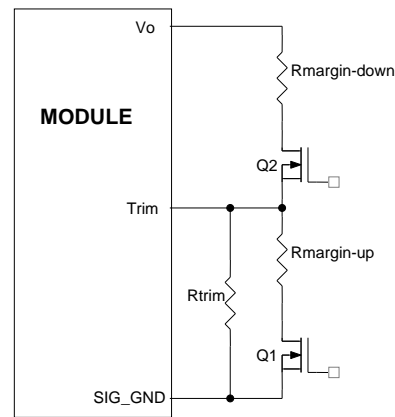 Vo
Rmargin-down
MODULE
Q2
Trim
Rmargin-up
Rtrim
Q1
SIG_GND